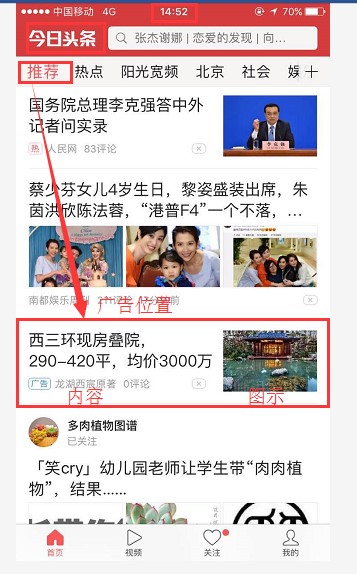 中国移动 4G 14:52 70%
今日头条 张杰谢娜 | 恋爱的发现 | 向...
推荐 热点 阳光宽频 北京 社会 娱
国务院总理李克强答中外
记者问实录
热 人民网 83评论
蔡少芬女儿4岁生日，黎姿盛装出席，朱
茵洪欣陈法蓉，“港普F4”一个不落，...
南都娱乐周刊 21评论 分钟前
广告位置
西三环现房叠院，
290-420平，均价3000万
广告 龙湖西宸原著 0评论
内容 图示
多肉植物图谱
已关注
「笑cry」幼儿园老师让学生带“肉肉植
物”，结果......
首页 视频 关注 我的